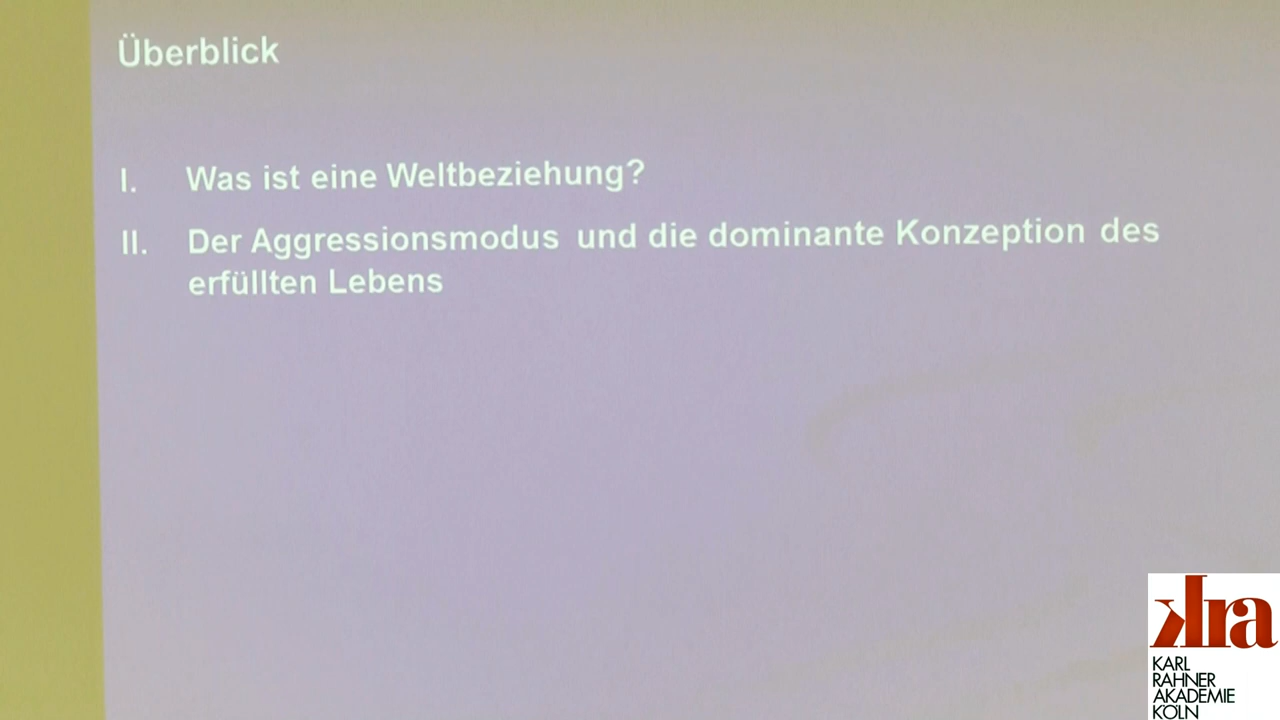 Überblick
I. Was ist eine Weltbeziehung?
II. Der Aggressionsmodus und die dominante Konzeption des
erfüllten Lebens
kra
KARL
RAHNER
AKADEMIE
KÖLN